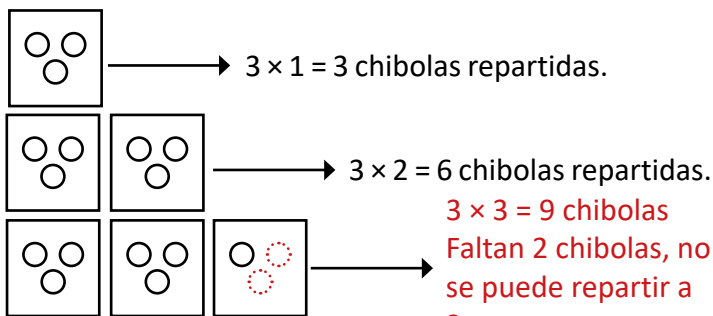 3 × 1 = 3 chibolas repartidas.
3 × 2 = 6 chibolas repartidas.
3 × 3 = 9 chibolas
Faltan 2 chibolas, no
se puede repartir a